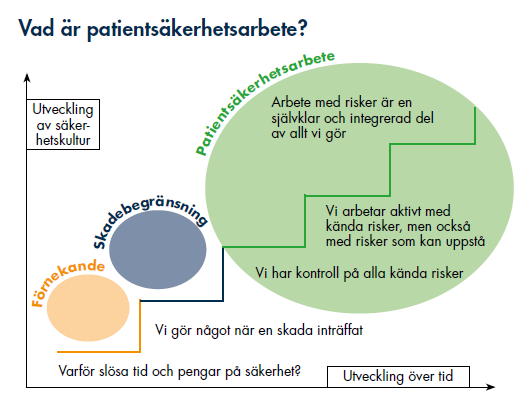 Vad är patientsäkerhetsarbete?
Utveckling
av säker-
hetskultur
Patientsäkerhetsarbete
Arbete med risker är en
självklar och integrerad del
av allt vi gör
Skadebegränsning
Vi arbetar aktivt med
kända risker, men också
med risker som kan uppstå
Förnekande
Vi har kontroll på alla kända risker
Vi gör något när en skada inträffat
Varför slösa tid och pengar på säkerhet?
Utveckling över tid